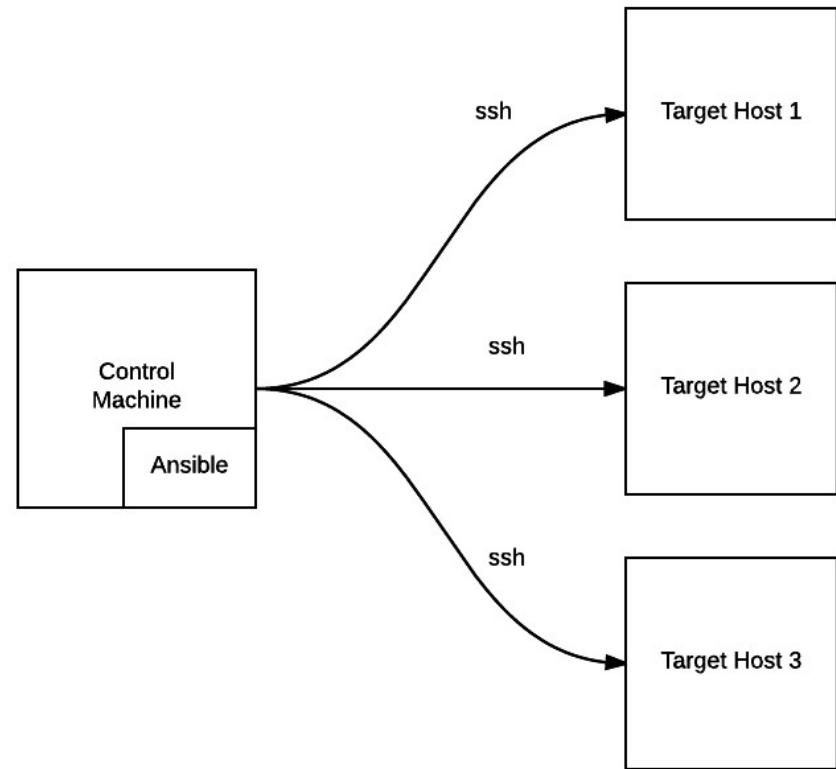 ssh
Target Host 1
Control
Machine
Ansible
ssh
Target Host 2
ssh
Target Host 3